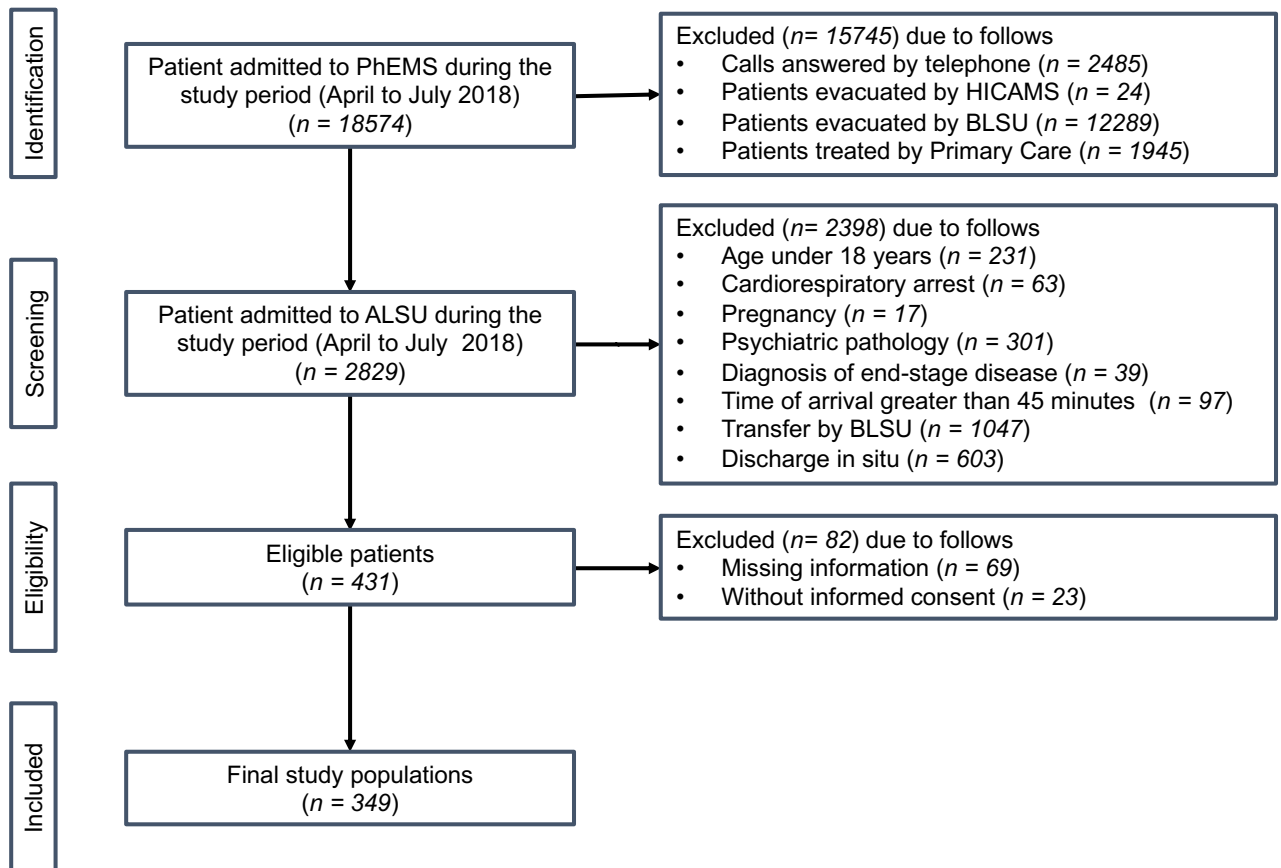 Identification
Patient admitted to PhEMS during the
study period (April to July 2018)
(n = 18574)
Excluded (n= 15745) due to follows
• Calls answered by telephone (n = 2485)
• Patients evacuated by HICAMS (n = 24)
• Patients evacuated by BLSU (n = 12289)
• Patients treated by Primary Care (n = 1945)
Screening
Patient admitted to ALSU during the
study period (April to July 2018)
(n = 2829)
Excluded (n= 2398) due to follows
• Age under 18 years (n = 231)
• Cardiorespiratory arrest (n = 63)
• Pregnancy (n = 17)
• Psychiatric pathology (n = 301)
• Diagnosis of end-stage disease (n = 39)
• Time of arrival greater than 45 minutes (n = 97)
• Transfer by BLSU (n = 1047)
• Discharge in situ (n = 603)
Eligibility
Eligible patients
(n = 431)
Excluded (n= 82) due to follows
• Missing information (n = 69)
• Without informed consent (n = 23)
Included
Final study populations
(n = 349)